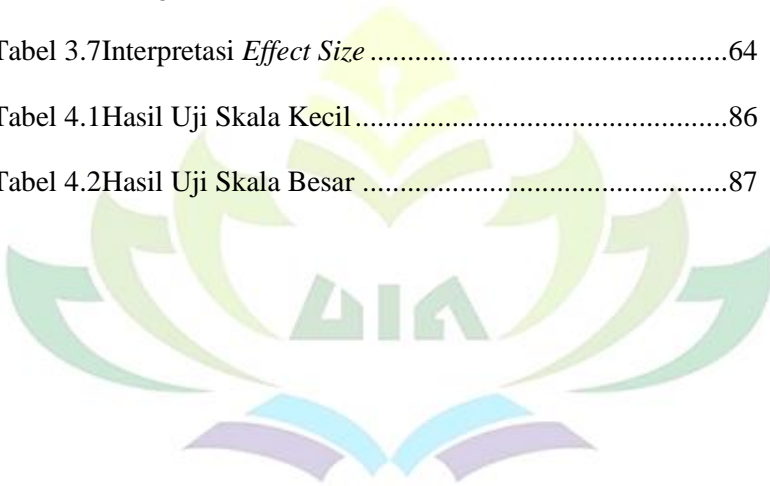 Tabel 3.7Interpretasi Effect Size ...............................................64
Tabel 4.1Hasil Uji Skala Kecil .................................................86
Tabel 4.2Hasil Uji Skala Besar ................................................87
UIN